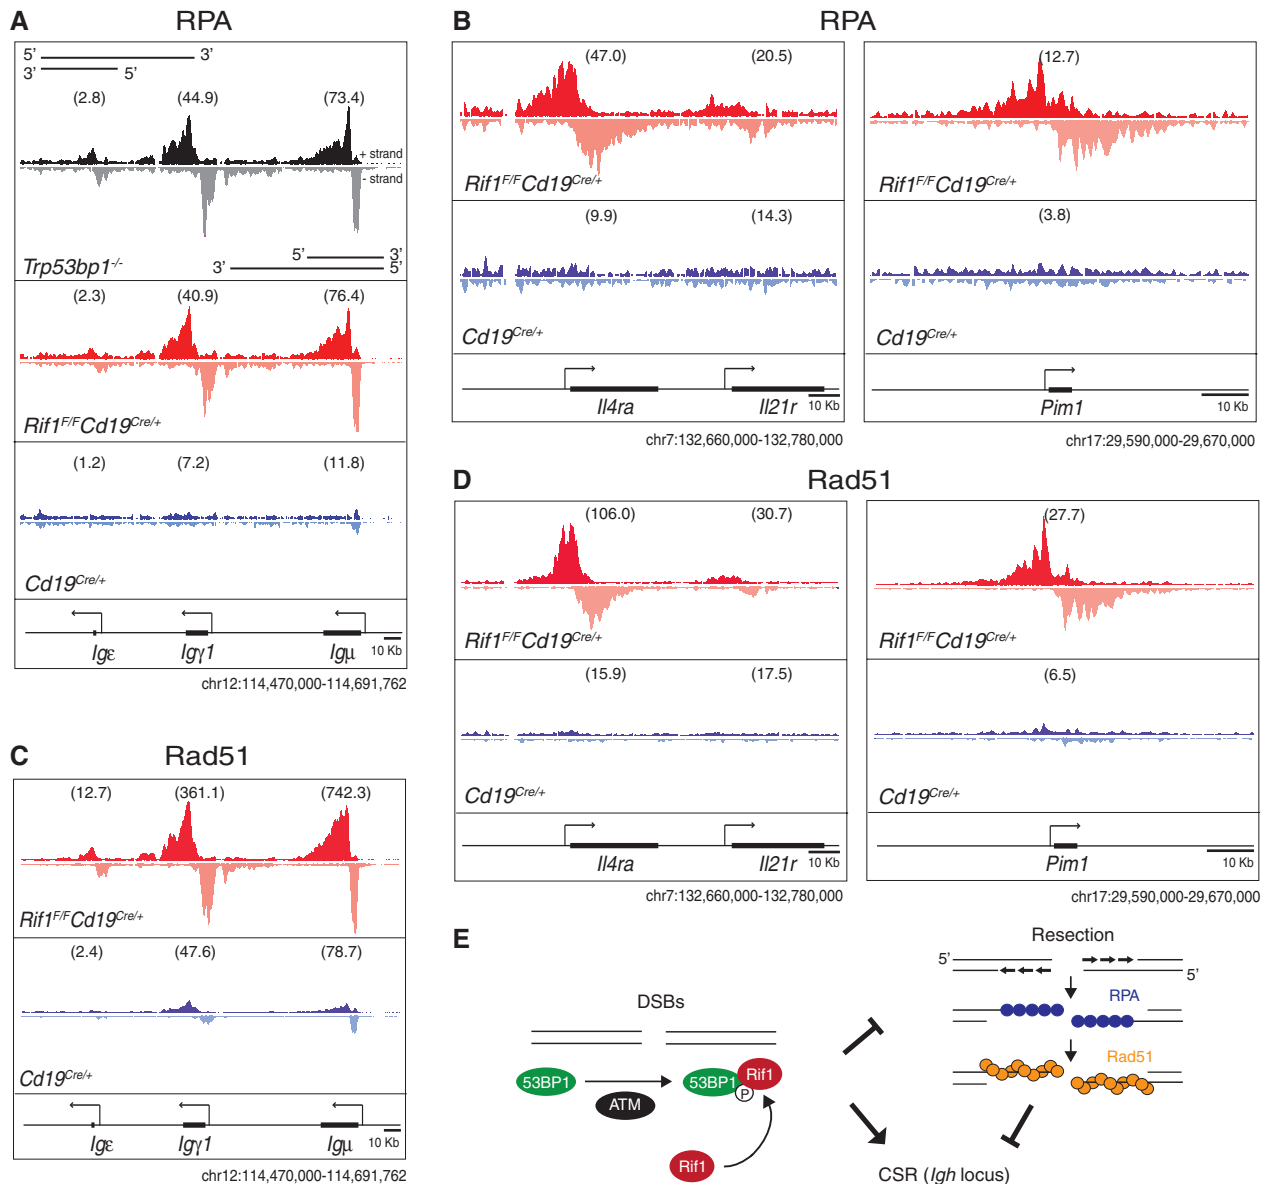 A
RPA
5’ 3’
3’ 5’
(2.8) (44.9) (73.4)
+ strand
- strand
5’ 3’
3’ 5’
Trp53bp1-/-
(2.3) (40.9) (76.4)
Rif1F/FCd19Cre/+
(1.2) (7.2) (11.8)
Cd19Cre/+
Igε Igγ1 Igμ 10 Kb
chr12:114,470,000-114,691,762
B
RPA
(47.0) (20.5)
Rif1F/FCd19Cre/+
(9.9) (14.3)
Cd19Cre/+
Il4ra Il21r 10 Kb
chr7:132,660,000-132,780,000
(12.7)
Rif1F/FCd19Cre/+
(3.8)
Cd19Cre/+
Pim1 10 Kb
chr17:29,590,000-29,670,000
C
Rad51
(12.7) (361.1) (742.3)
Rif1F/FCd19Cre/+
(2.4) (47.6) (78.7)
Cd19Cre/+
Igε Igγ1 Igμ 10 Kb
chr12:114,470,000-114,691,762
D
Rad51
(106.0) (30.7)
Rif1F/FCd19Cre/+
(15.9) (17.5)
Cd19Cre/+
Il4ra Il21r 10 Kb
chr7:132,660,000-132,780,000
(27.7)
Rif1F/FCd19Cre/+
(6.5)
Cd19Cre/+
Pim1 10 Kb
chr17:29,590,000-29,670,000
E
DSBs
53BP1
ATM
53BP1 Rif1
P
Rif1
Resection
5’
5’
RPA
Rad51
CSR (Igh locus)